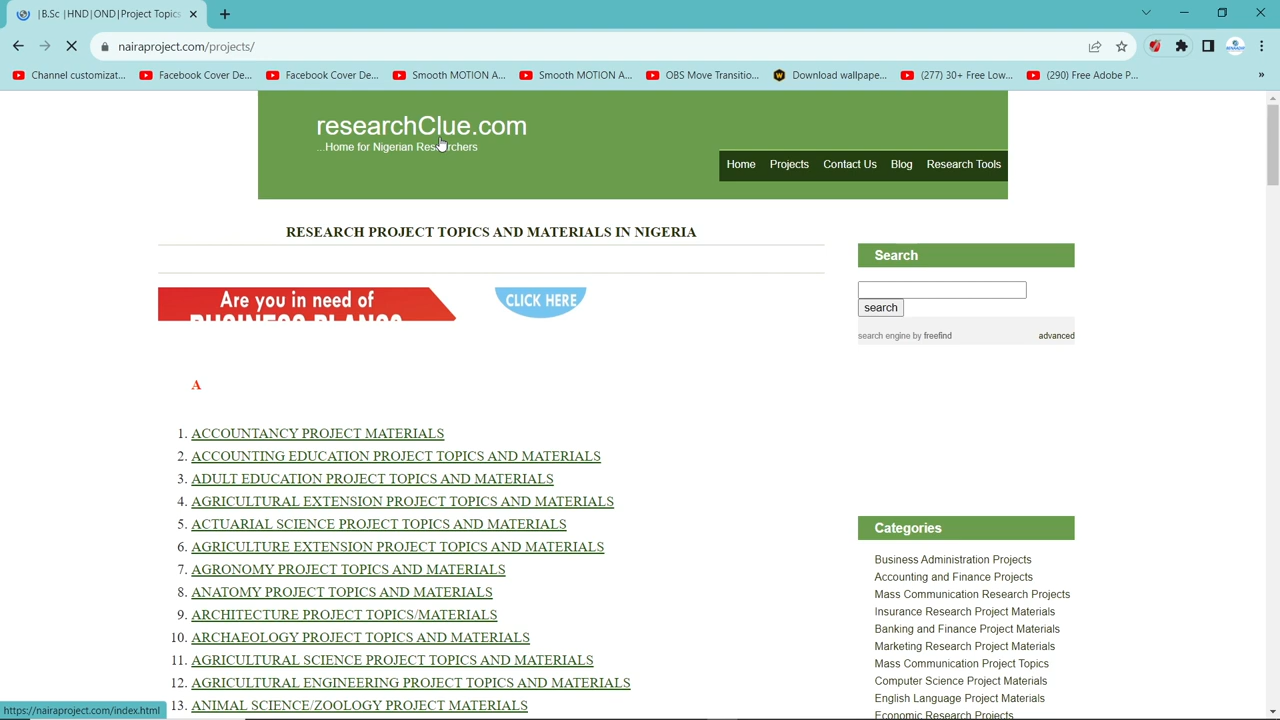 |B.Sc |HND|OND|Project Topics
nairaproject.com/projects/
Channel customizat...
Facebook Cover De...
Facebook Cover De...
Smooth MOTION A...
Smooth MOTION A...
OBS Move Transitio...
Download wallpape...
(277) 30+ Free Low...
(290) Free Adobe P...
»
researchClue.com
...Home for Nigerian Researchers
Home Projects Contact Us Blog Research Tools
RESEARCH PROJECT TOPICS AND MATERIALS IN NIGERIA
Are you in need of
BUSINESS PLANS
CLICK HERE
A
1. ACCOUNTANCY PROJECT MATERIALS
2. ACCOUNTING EDUCATION PROJECT TOPICS AND MATERIALS
3. ADULT EDUCATION PROJECT TOPICS AND MATERIALS
4. AGRICULTURAL EXTENSION PROJECT TOPICS AND MATERIALS
5. ACTUARIAL SCIENCE PROJECT TOPICS AND MATERIALS
6. AGRICULTURE EXTENSION PROJECT TOPICS AND MATERIALS
7. AGRONOMY PROJECT TOPICS AND MATERIALS
8. ANATOMY PROJECT TOPICS AND MATERIALS
9. ARCHITECTURE PROJECT TOPICS/MATERIALS
10. ARCHAEOLOGY PROJECT TOPICS AND MATERIALS
11. AGRICULTURAL SCIENCE PROJECT TOPICS AND MATERIALS
12. AGRICULTURAL ENGINEERING PROJECT TOPICS AND MATERIALS
13. ANIMAL SCIENCE/ZOOLOGY PROJECT MATERIALS
Search
search
search engine by freefind advanced
Categories
Business Administration Projects
Accounting and Finance Projects
Mass Communication Research Projects
Insurance Research Project Materials
Banking and Finance Project Materials
Marketing Research Project Materials
Mass Communication Project Topics
Computer Science Project Materials
English Language Project Materials
Economic Research Projects
https://nairaproject.com/index.html